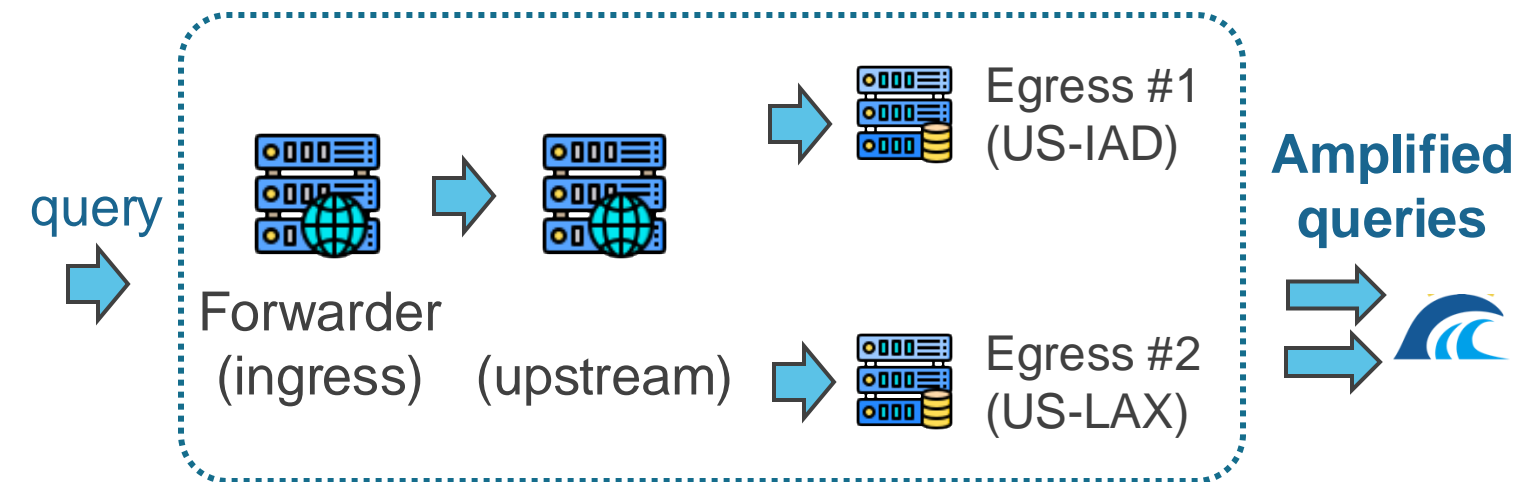 query
Forwarder
(ingress)
(upstream)
Egress #1
(US-IAD)
Egress #2
(US-LAX)
Amplified
queries